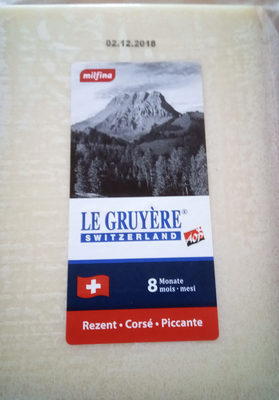 02.12.2018
milfina
LE GRUYÈRE®
SWITZERLAND
AOP
8 Monate
mois · mesi
Rezent • Corsé • Piccante